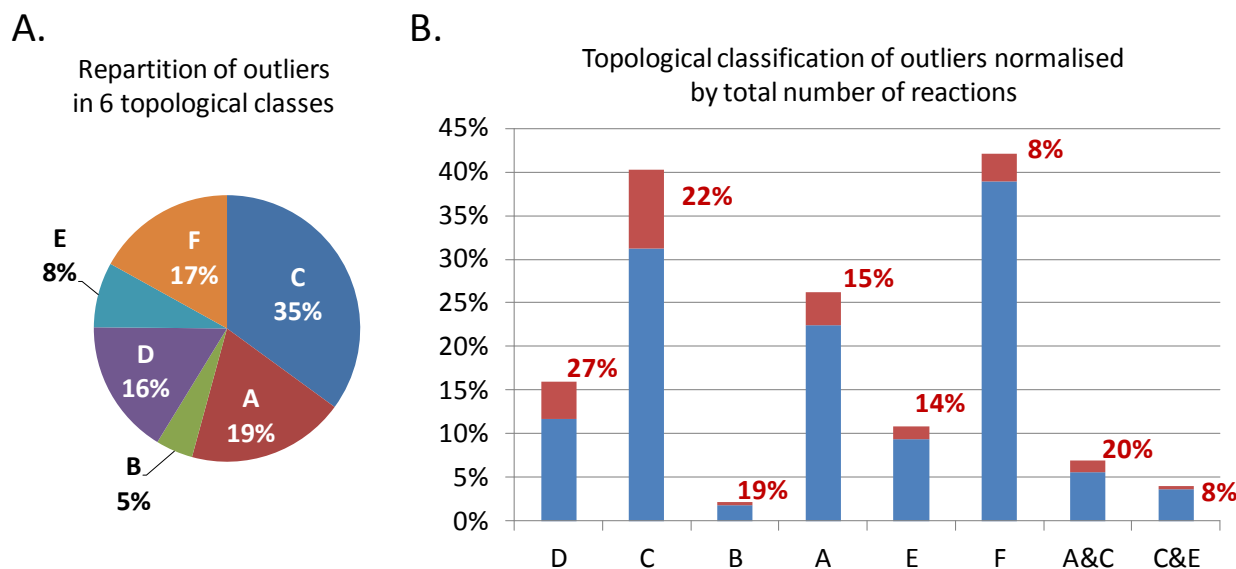 A.
Repartition of outliers
in 6 topological classes
E
8%
F
17%
C
35%
D
16%
A
19%
B
5%
B.
Topological classification of outliers normalised
by total number of reactions
45%
40%
35%
30%
25%
20%
15%
10%
5%
0%
27%
22%
19%
15%
14%
8%
20%
8%
D C B A E F A&C C&E